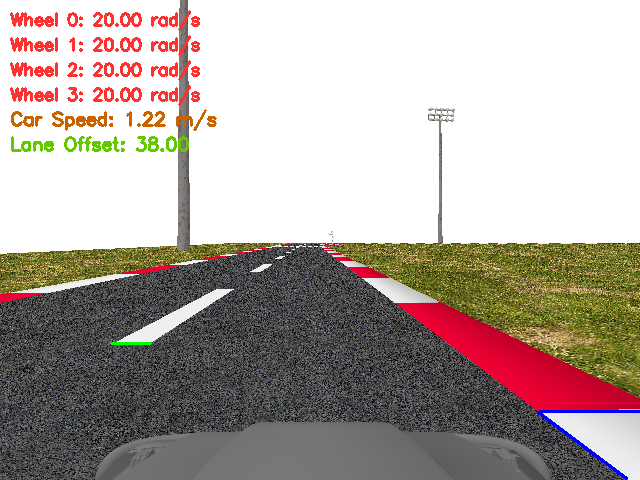 Wheel 0: 20.00 rad/s
Wheel 1: 20.00 rad/s
Wheel 2: 20.00 rad/s
Wheel 3: 20.00 rad/s
Car Speed: 1.22 m/s
Lane Offset: 38.00